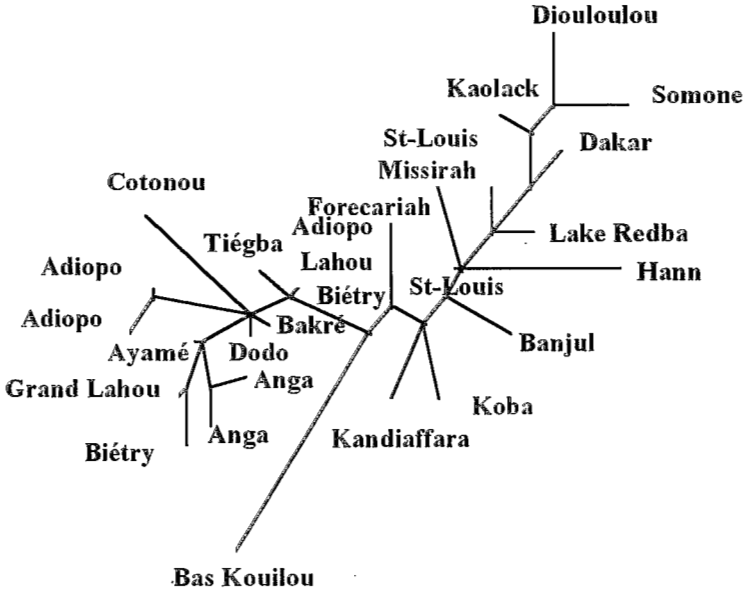 Diouloulou
Kaolack
Somone
St-Louis
Dakar
Missirah
Cotonou
Forecariah
Adiopo
Tiégba
Lake Redba
Lahou
Adiopo
Hann
St-Louis
Biétry
Adiopo
Bakré
Banjul
Ayamé
Dodo
Anga
Grand Lahou
Koba
Anga
Kandiaffara
Biétry
Bas Kouilou